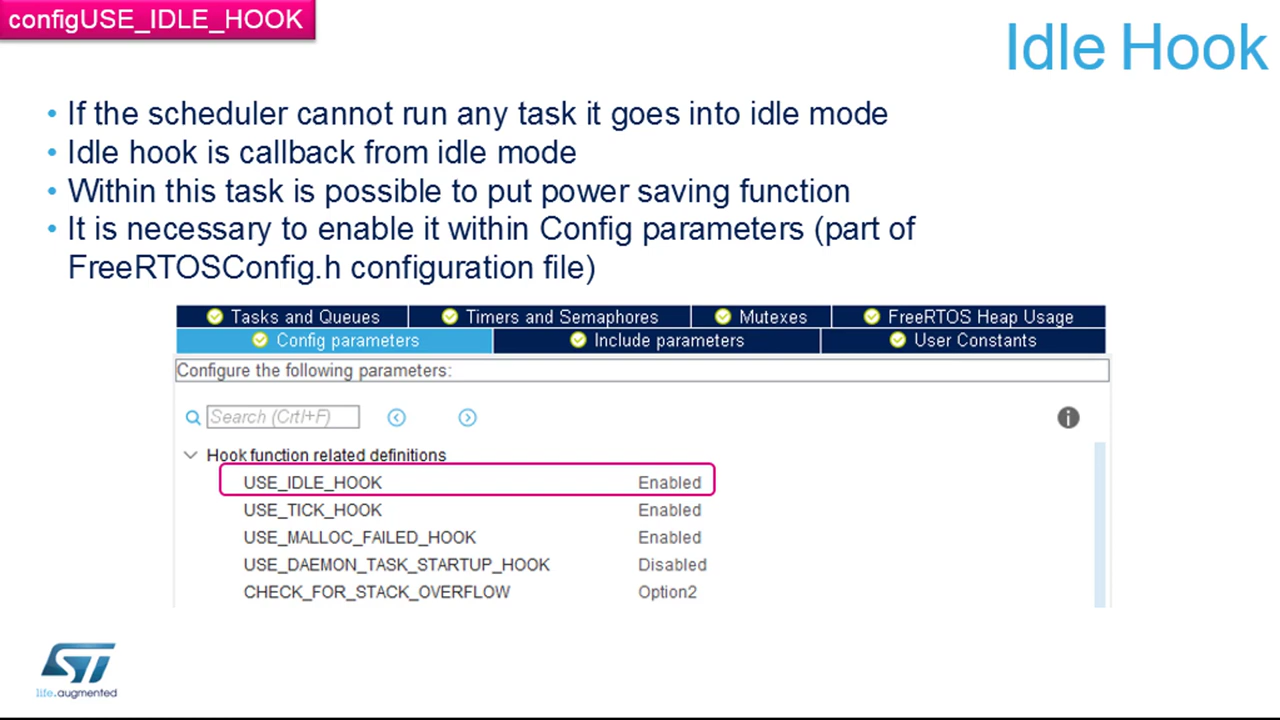 configUSE_IDLE_HOOK
Idle Hook
• If the scheduler cannot run any task it goes into idle mode
• Idle hook is callback from idle mode
• Within this task is possible to put power saving function
• It is necessary to enable it within Config parameters (part of
FreeRTOSConfig.h configuration file)
Tasks and Queues Timers and Semaphores Mutexes FreeRTOS Heap Usage
Config parameters Include parameters User Constants
Configure the following parameters:
Search (Crtl+F)
Hook function related definitions
USE_IDLE_HOOK Enabled
USE_TICK_HOOK Enabled
USE_MALLOC_FAILED_HOOK Enabled
USE_DAEMON_TASK_STARTUP_HOOK Disabled
CHECK_FOR_STACK_OVERFLOW Option2
ST
life.augmented